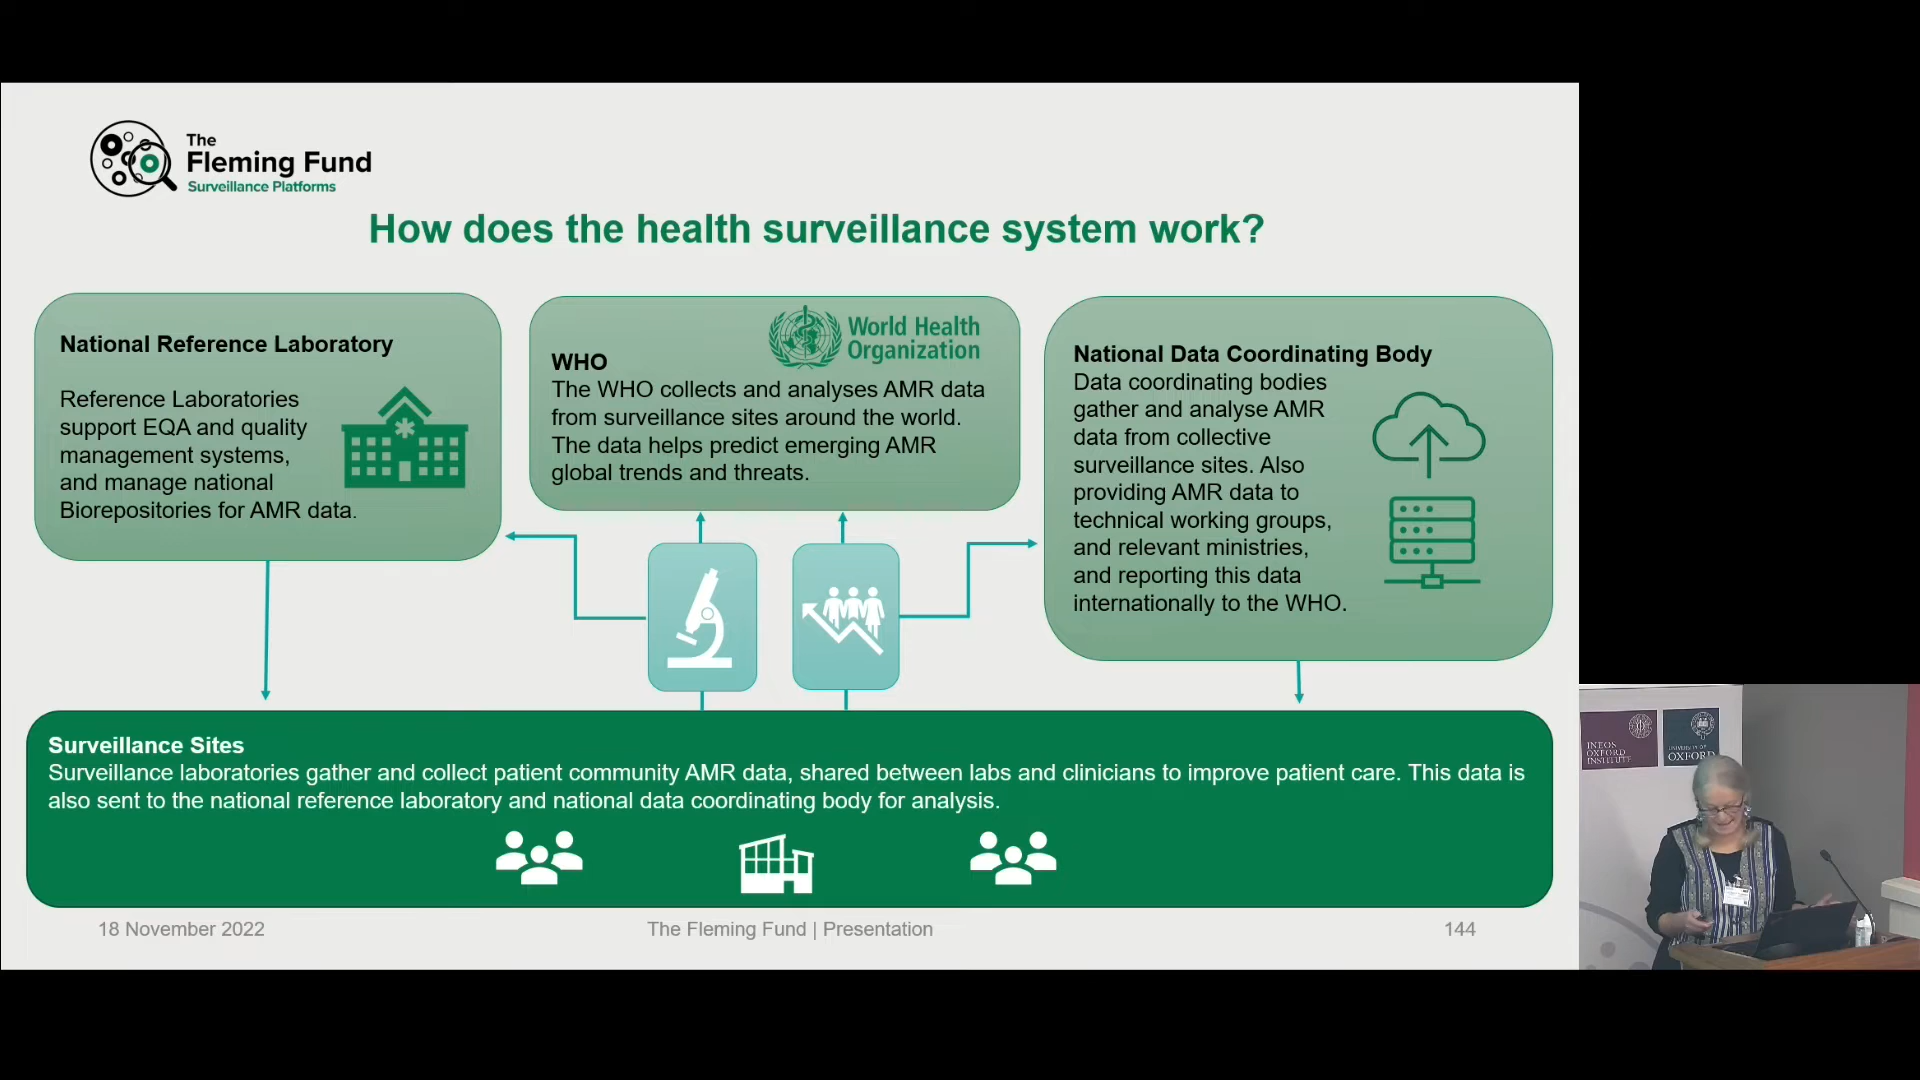 The
Fleming Fund
Surveillance Platforms
How does the health surveillance system work?
National Reference Laboratory
Reference Laboratories
support EQA and quality
management systems,
and manage national
Biorepositories for AMR data.
World Health
Organization
WHO
The WHO collects and analyses AMR data
from surveillance sites around the world.
The data helps predict emerging AMR
global trends and threats.
National Data Coordinating Body
Data coordinating bodies
gather and analyse AMR
data from collective
surveillance sites. Also
providing AMR data to
technical working groups,
and relevant ministries,
and reporting this data
internationally to the WHO.
Surveillance Sites
Surveillance laboratories gather and collect patient community AMR data, shared between labs and clinicians to improve patient care. This data is
also sent to the national reference laboratory and national data coordinating body for analysis.
18 November 2022
The Fleming Fund | Presentation
144
INEOS
OXFORD
INSTITUTE
UNIVERSITY OF
OXFORD